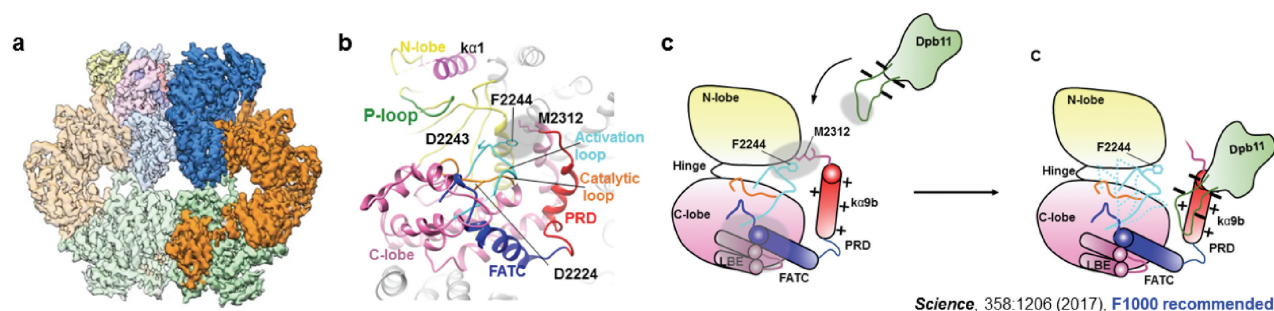 a
b
N-lobe
kα1
P-loop
F2244
M2312
D2243
Activation
loop
Catalytic
loop
PRD
C-lobe
FATC
D2224
c
Dpb11
N-lobe
M2312
F2244
Hinge
C-lobe
kα9b
PRD
LBE
FATC
c
N-lobe
Dpb11
F2244
Hinge
C-lobe
kα9b
PRD
LBE
FATC
Science, 358:1206 (2017), F1000 recommended